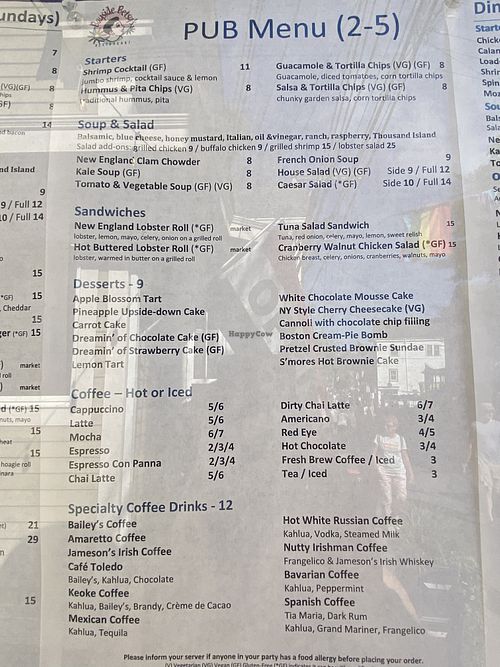 undays)
Bayside Betsy's
RESTAURANT
PUB Menu (2-5)
Din
Starters
Shrimp Cocktail (GF) 11
Jumbo shrimp, cocktail sauce & lemon
Hummus & Pita Chips (VG) 8
Traditional hummus, pita
Guacamole & Tortilla Chips (VG) (GF) 8
Guacamole, diced tomatoes, corn tortilla chips
Salsa & Tortilla Chips (VG) (GF) 8
chunky garden salsa, corn tortilla chips
Soup & Salad
Balsamic, blue cheese, honey mustard, Italian, oil &vinegar, ranch, raspberry, Thousand Island
Salad add-ons: grilled chicken 9 / buffalo chicken 9 / grilled shrimp 15 / lobster salad 25
New England Clam Chowder 8
Kale Soup (GF) 8
Tomato & Vegetable Soup (GF) (VG) 8
French Onion Soup 9
House Salad (VG) (GF) Side 9 / Full 12
Caesar Salad (*GF) Side 10 / Full 14
Sandwiches
New England Lobster Roll (*GF) market
lobster, lemon, mayo, celery, onion on a grilled roll
Hot Buttered Lobster Roll (*GF) market
lobster, warmed in butter on a grilled roll
Tuna Salad Sandwich 15
Tuna, red onion, celery, mayo, lemon, sweet relish
Cranberry Walnut Chicken Salad (*GF) 15
Chicken breast, celery, onions, cranberries, walnuts, mayo
Desserts - 9
Apple Blossom Tart
Pineapple Upside-down Cake
Carrot Cake
Dreamin' of Chocolate Cake (GF)
Dreamin' of Strawberry Cake (GF)
Lemon Tart
White Chocolate Mousse Cake
NY Style Cherry Cheesecake (VG)
Cannoli with chocolate chip filling
Boston Cream-Pie Bomb
Pretzel Crusted Brownie Sundae
S'mores Hot Brownie Cake
HappyCow
Coffee – Hot or Iced
Cappuccino 5/6
Latte 5/6
Mocha 6/7
Espresso 2/3/4
Espresso Con Panna 2/3/4
Chai Latte 5/6
Dirty Chai Latte 6/7
Americano 3/4
Red Eye 4/5
Hot Chocolate 3/4
Fresh Brew Coffee / Iced 3
Tea / Iced 3
Specialty Coffee Drinks - 12
Bailey's Coffee
Amaretto Coffee
Jameson's Irish Coffee
Café Toledo
Bailey's, Kahlua, Chocolate
Keoke Coffee
Kahlua, Bailey's, Brandy, Crème de Cacao
Mexican Coffee
Kahlua, Tequila
Hot White Russian Coffee
Kahlua, Vodka, Steamed Milk
Nutty Irishman Coffee
Frangelico & Jameson's Irish Whiskey
Bavarian Coffee
Kahlua, Peppermint
Spanish Coffee
Tia Maria, Dark Rum
Kahlua, Grand Mariner, Frangelico
Please inform your server if anyone in your party has a food allergy before placing your order.